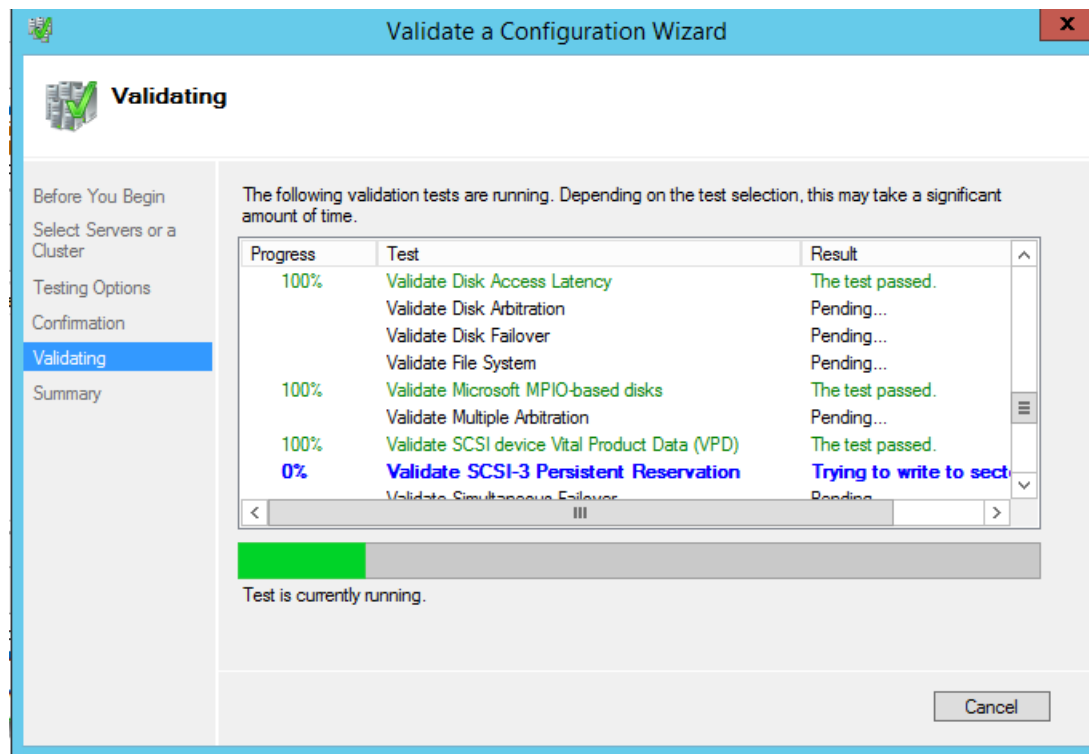 Validate a Configuration Wizard
x
Validating
Before You Begin
Select Servers or a
Cluster
Testing Options
Confirmation
Validating
Summary
The following validation tests are running. Depending on the test selection, this may take a significant
amount of time.
Progress Test Result
100% Validate Disk Access Latency The test passed.
Validate Disk Arbitration Pending...
Validate Disk Failover Pending...
Validate File System Pending...
100% Validate Microsoft MPIO-based disks The test passed.
Validate Multiple Arbitration Pending...
100% Validate SCSI device Vital Product Data (VPD) The test passed.
0% Validate SCSI-3 Persistent Reservation Trying to write to sect
Validate Simultaneous Failover Pending
Test is currently running.
Cancel